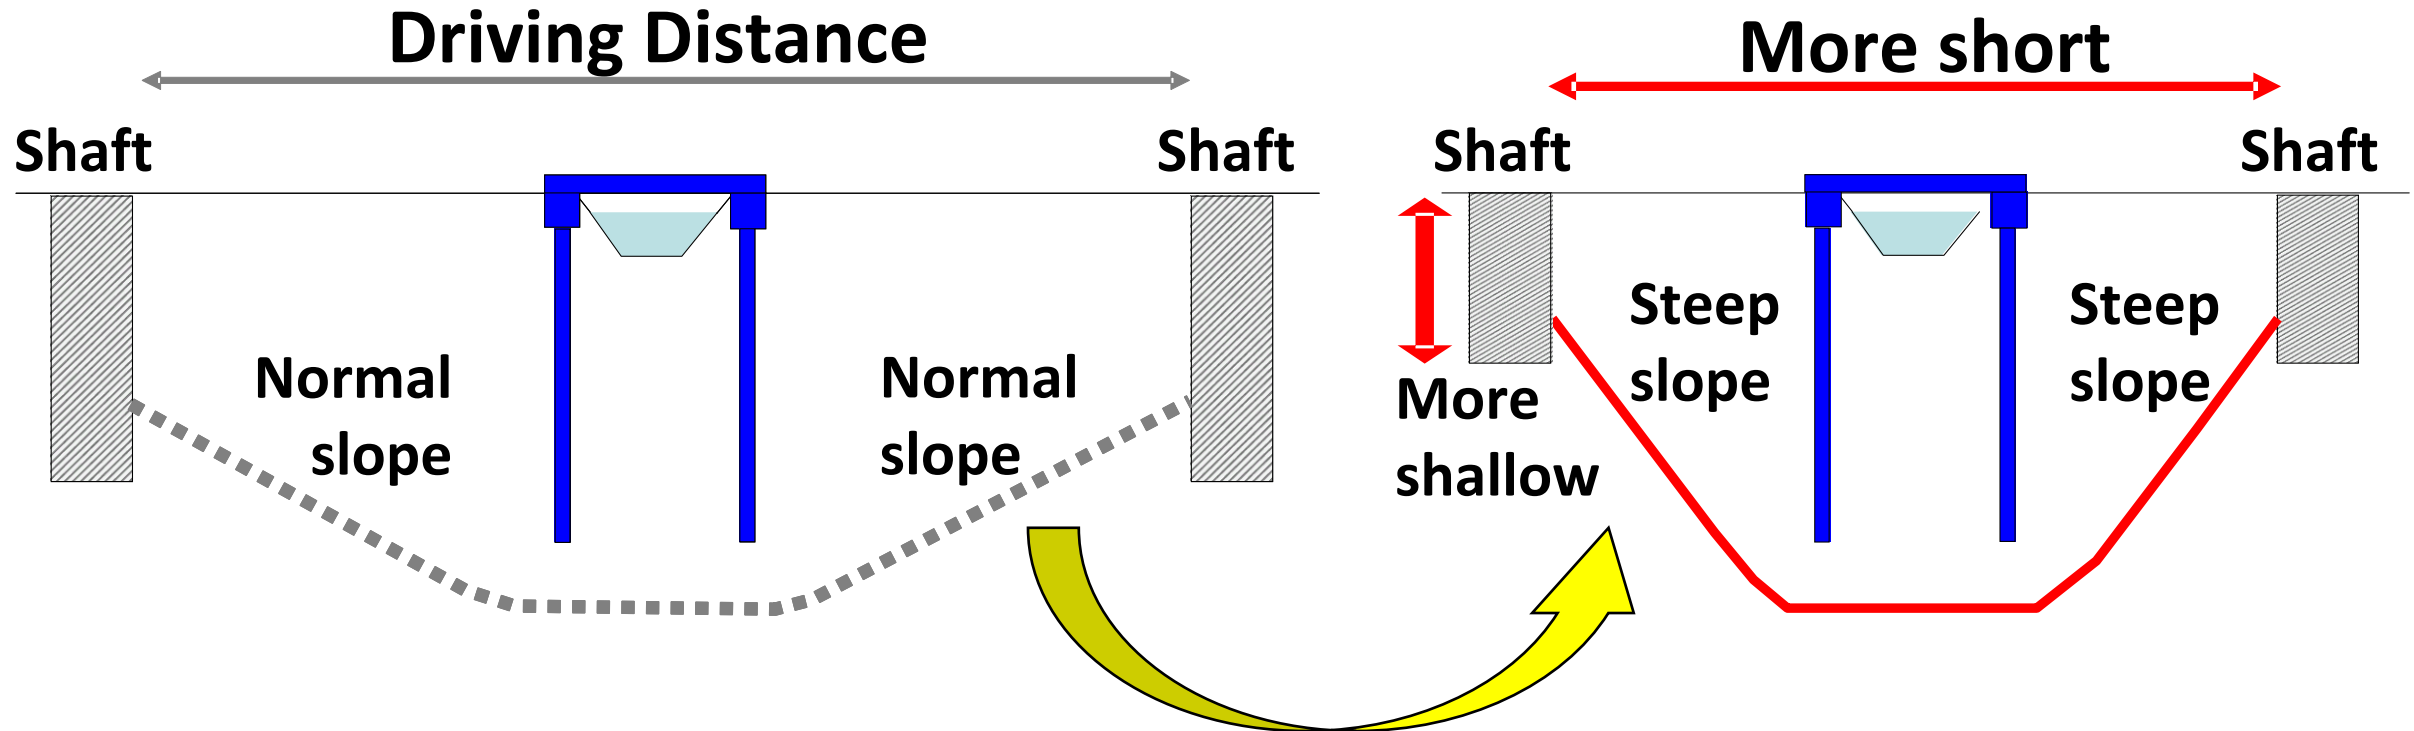 Driving Distance
Shaft
Shaft
Normal
slope
Normal
slope
More short
Shaft
Shaft
Steep
slope
Steep
slope
More
shallow